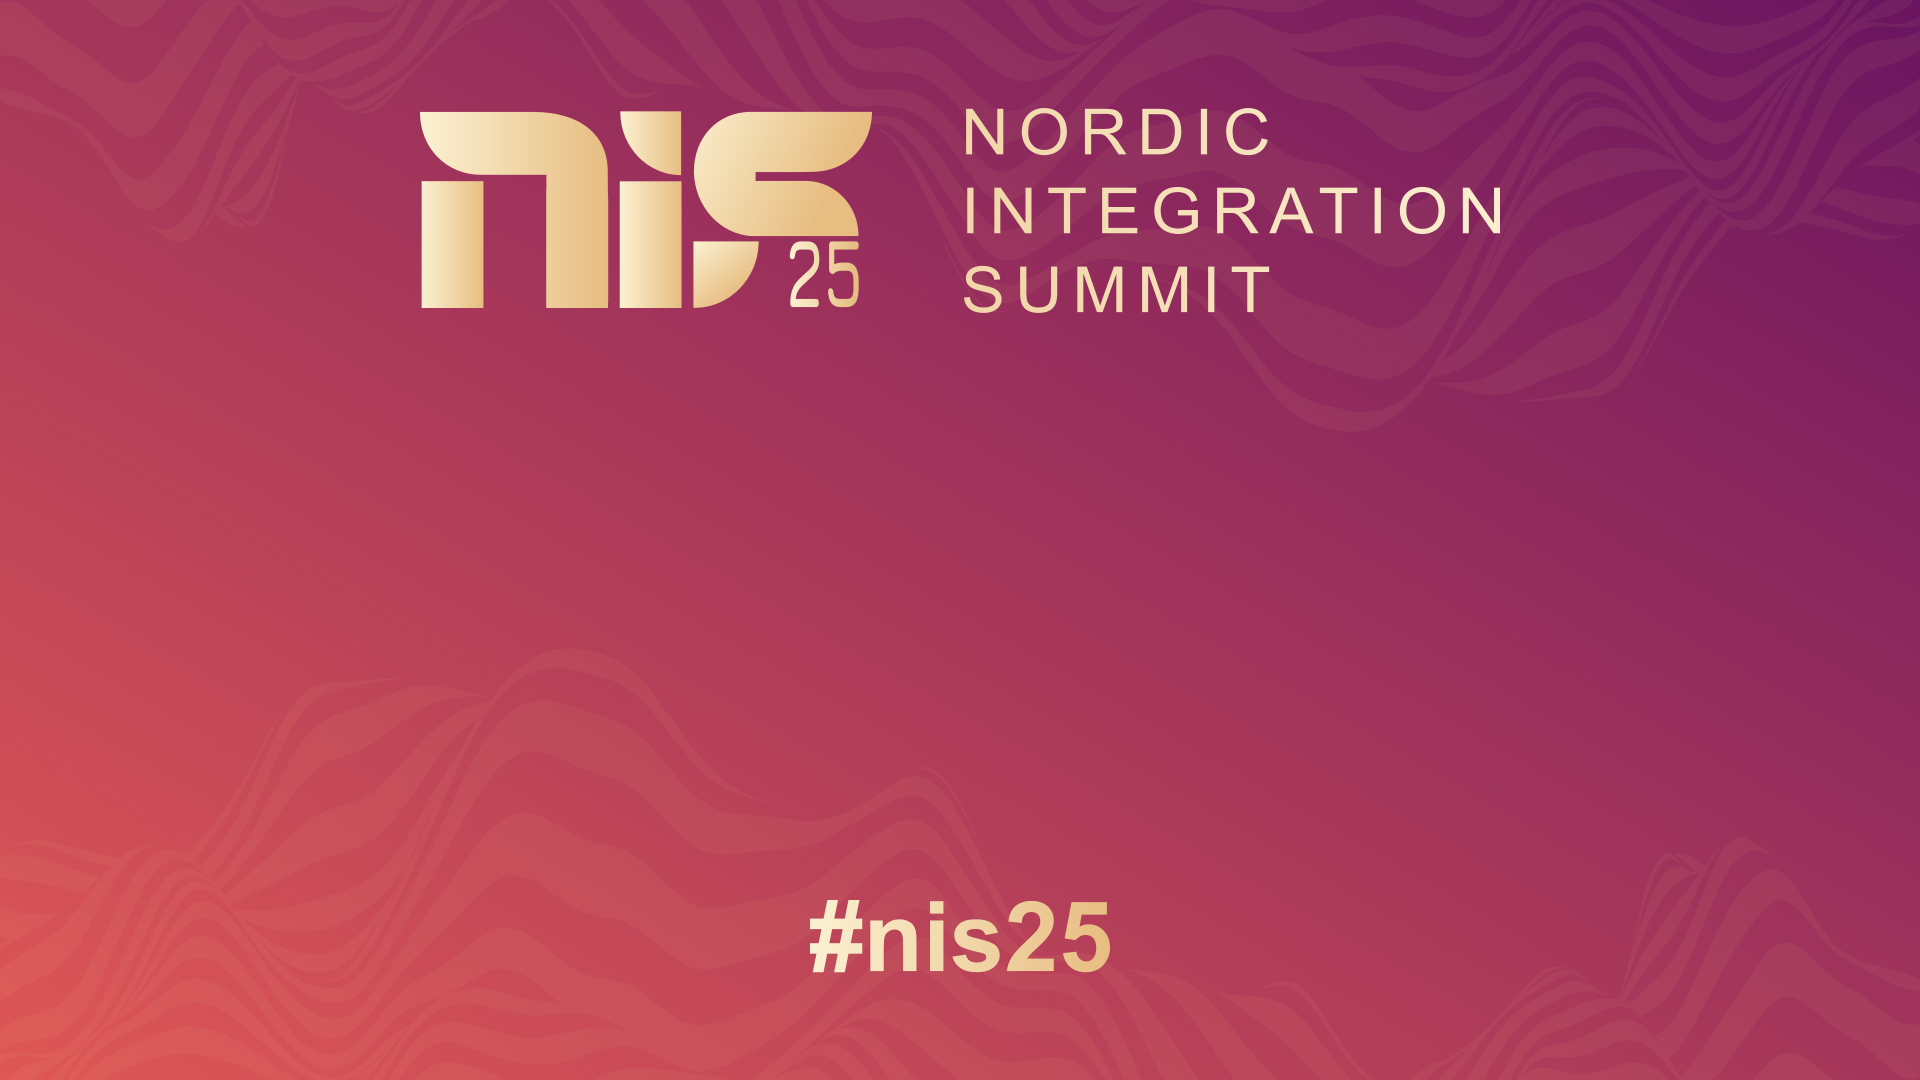 nis
25
NORDIC
INTEGRATION
SUMMIT
#nis25